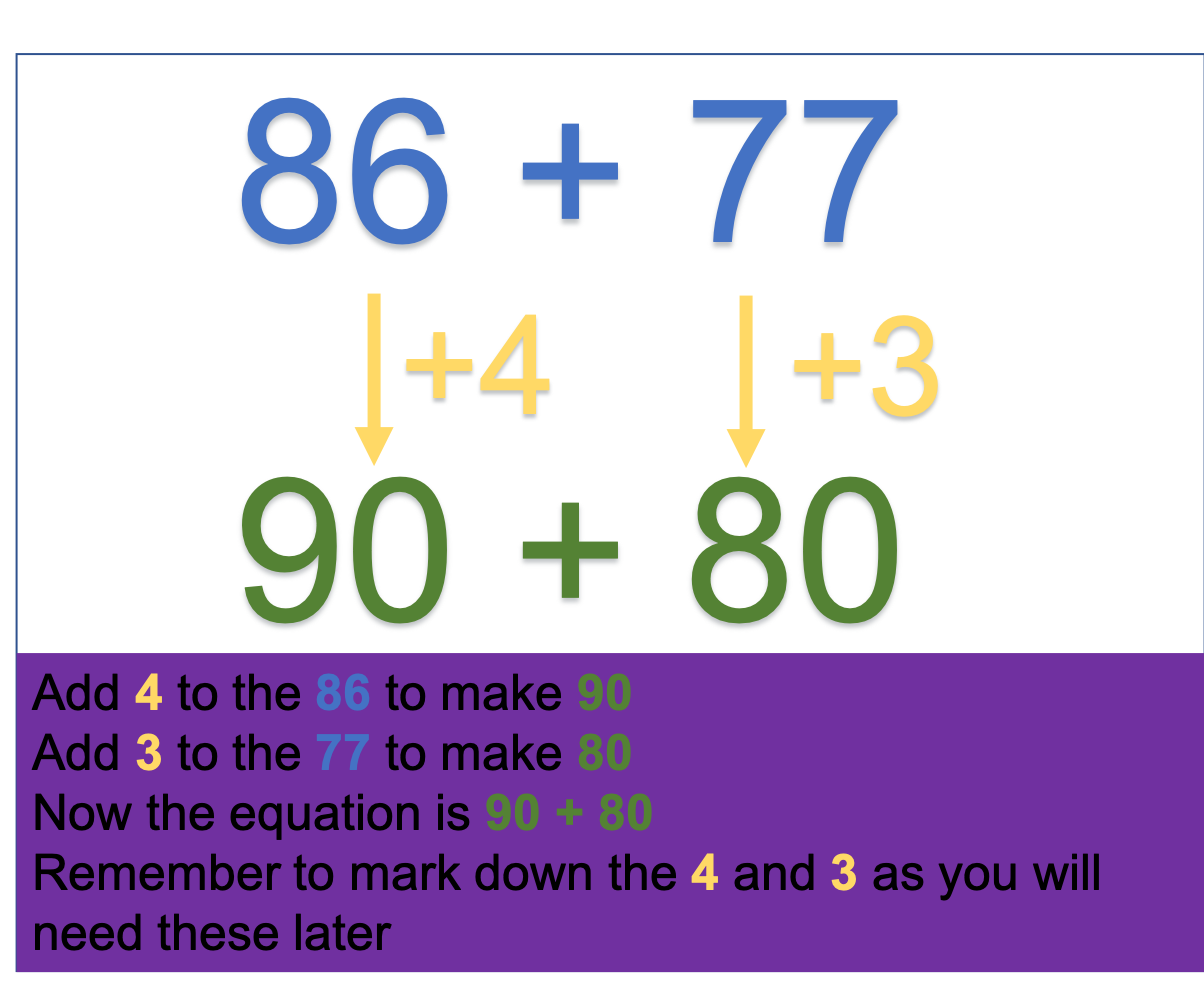 86 + 77
+4 +3
90 + 80
Add 4 to the 86 to make 90
Add 3 to the 77 to make 80
Now the equation is 90 + 80
Remember to mark down the 4 and 3 as you will
need these later